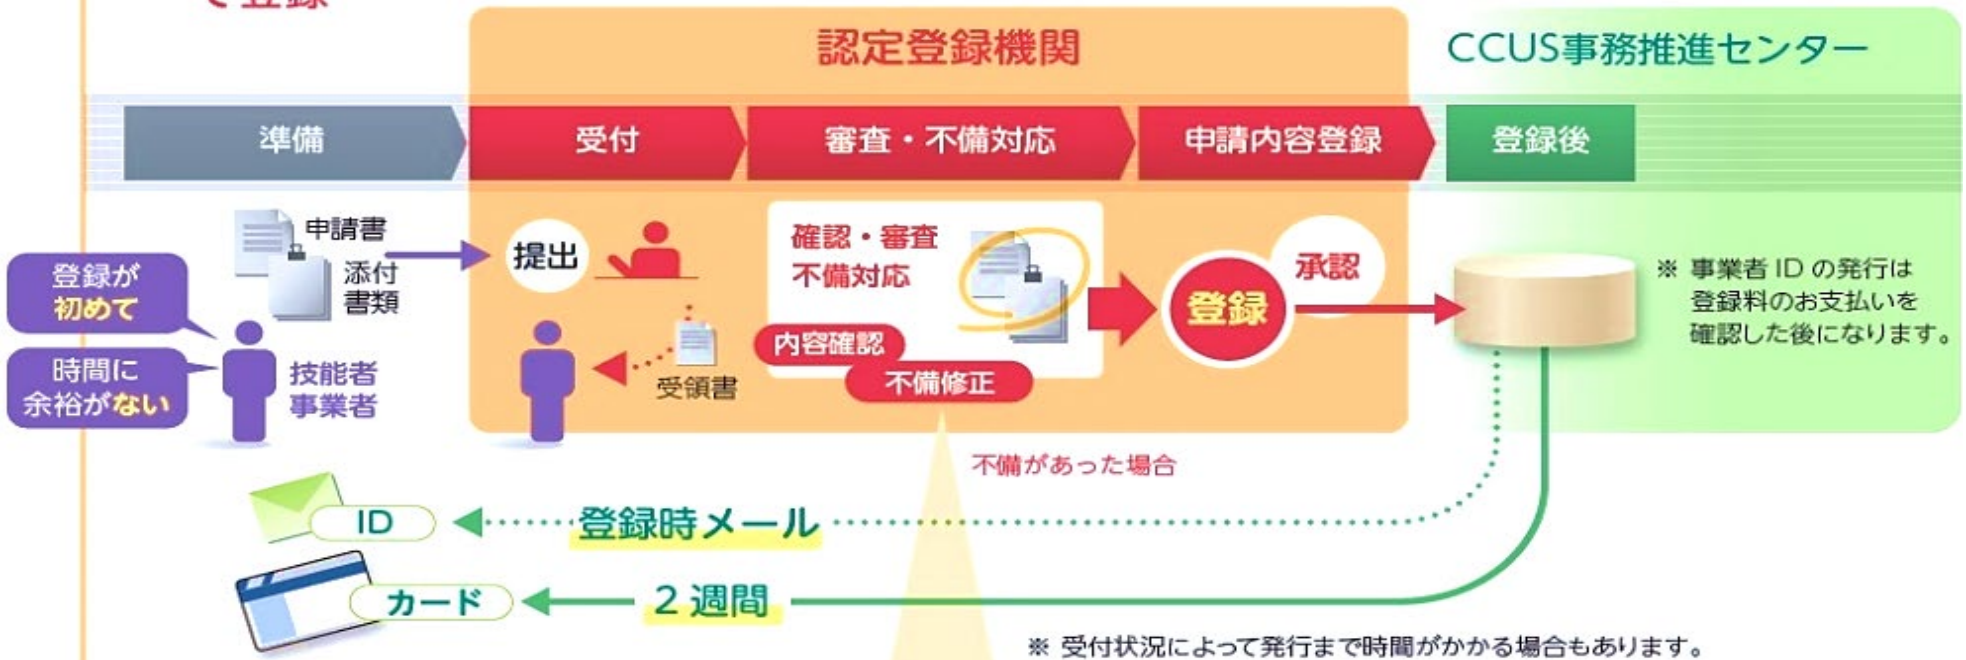 で登録
認定登録機関
CCUS事務推進センター
準備
受付
審査・不備対応
申請内容登録
登録後
申請書
添付
書類
登録が
初めて
時間に
余裕がない
技能者
事業者
提出
受領書
確認・審査
不備対応
内容確認
不備修正
登録
承認
※ 事業者 ID の発行は
登録料のお支払いを
確認した後になります。
不備があった場合
ID
登録時メール
カード
2 週間
※ 受付状況によって発行まで時間がかかる場合もあります。